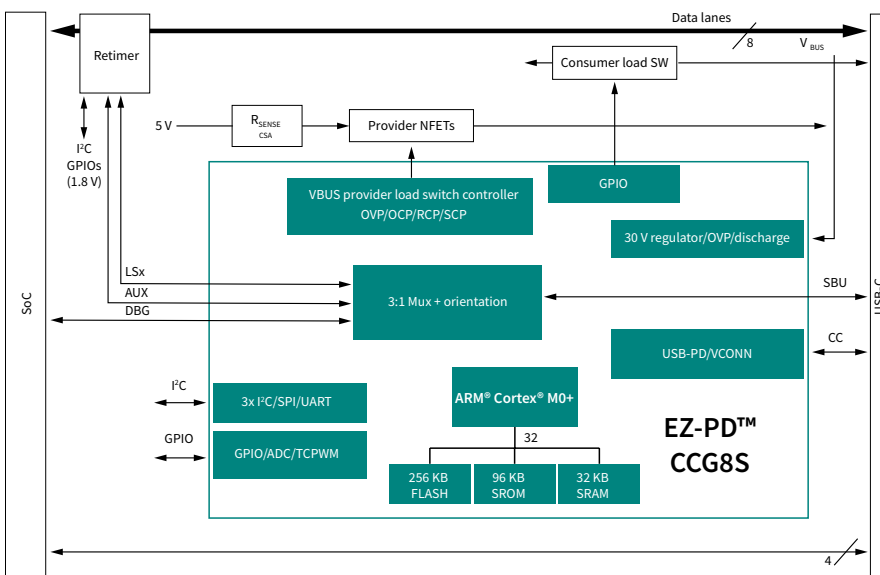 Data lanes
8
V BUS
Retimer
Consumer load SW
5 V
RSENSE
CSA
Provider NFETs
I²C
GPIOs
(1.8 V)
VBUS provider load switch controller
OVP/OCP/RCP/SCP
GPIO
30 V regulator/OVP/discharge
LSx
AUX
DBG
3:1 Mux + orientation
SBU
SoC
USB-C
USB-PD/VCONN
CC
I²C
3x I²C/SPI/UART
ARM® Cortex® M0+
GPIO
GPIO/ADC/TCPWM
32
EZ-PD™
CCG8S
256 KB
FLASH
96 KB
SROM
32 KB
SRAM
4